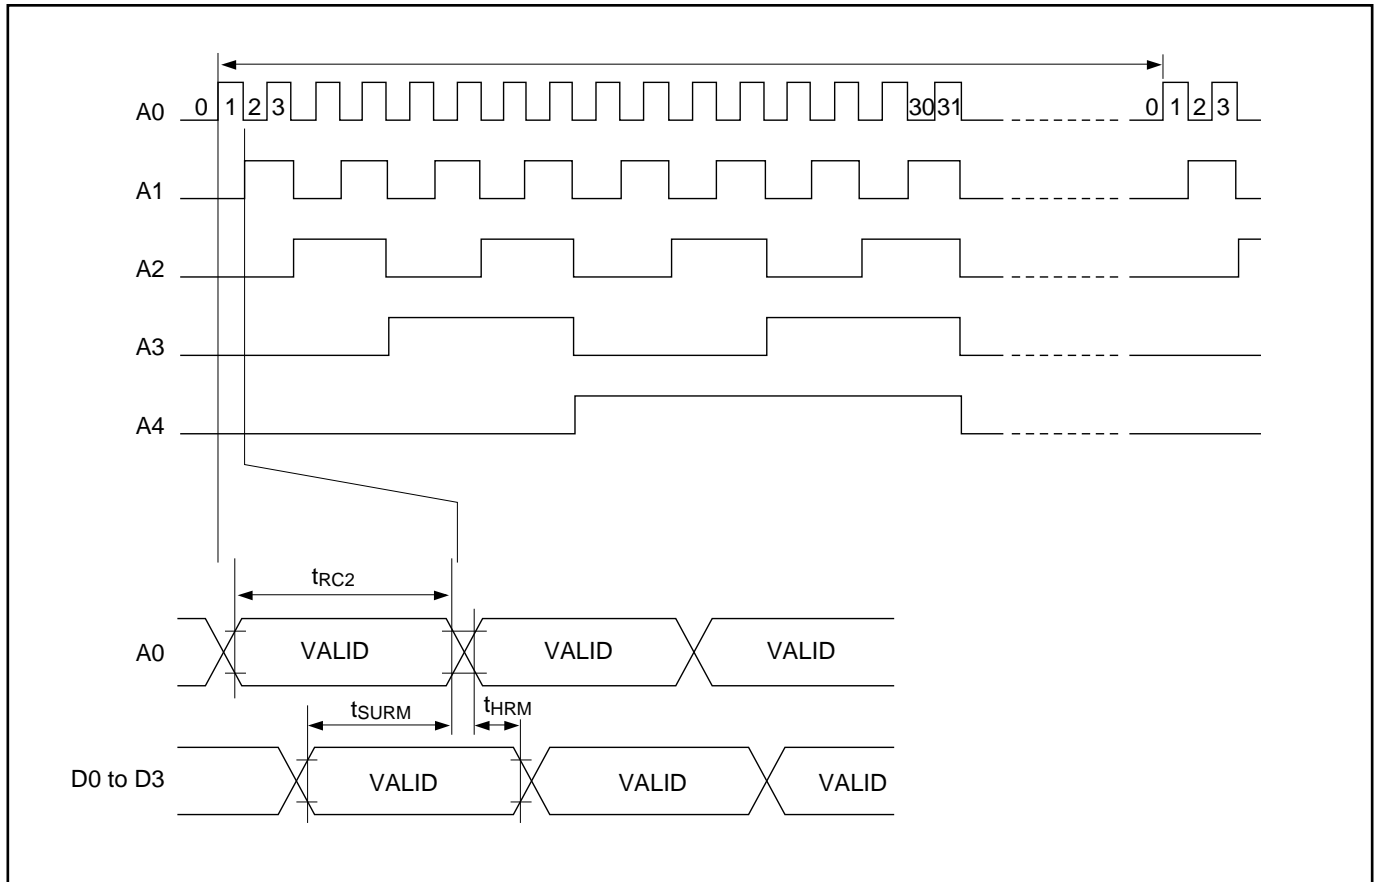 A0 0 1 2 3 30 31 0 1 2 3
A1
A2
A3
A4
tRC2
A0 VALID VALID VALID
tSURM tHRM
D0 to D3 VALID VALID VALID